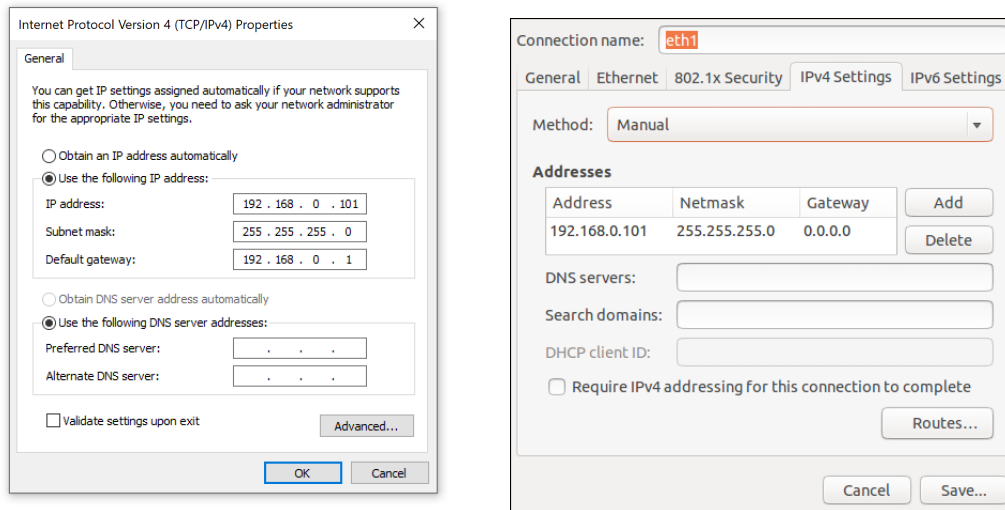 Internet Protocol Version 4 (TCP/IPv4) Properties
General
You can get IP settings assigned automatically if your network supports
this capability. Otherwise, you need to ask your network administrator
for the appropriate IP settings.
Obtain an IP address automatically
Use the following IP address:
IP address: 192 . 168 . 0 . 101
Subnet mask: 255 . 255 . 255 . 0
Default gateway: 192 . 168 . 0 . 1
Obtain DNS server address automatically
Use the following DNS server addresses:
Preferred DNS server: . . .
Alternate DNS server: . . .
Validate settings upon exit
Advanced...
OK Cancel
Connection name: eth1
General Ethernet 802.1x Security IPv4 Settings IPv6 Settings
Method: Manual
Addresses
Address Netmask Gateway Add
192.168.0.101 255.255.255.0 0.0.0.0 Delete
DNS servers:
Search domains:
DHCP client ID:
Require IPv4 addressing for this connection to complete
Routes...
Cancel Save...